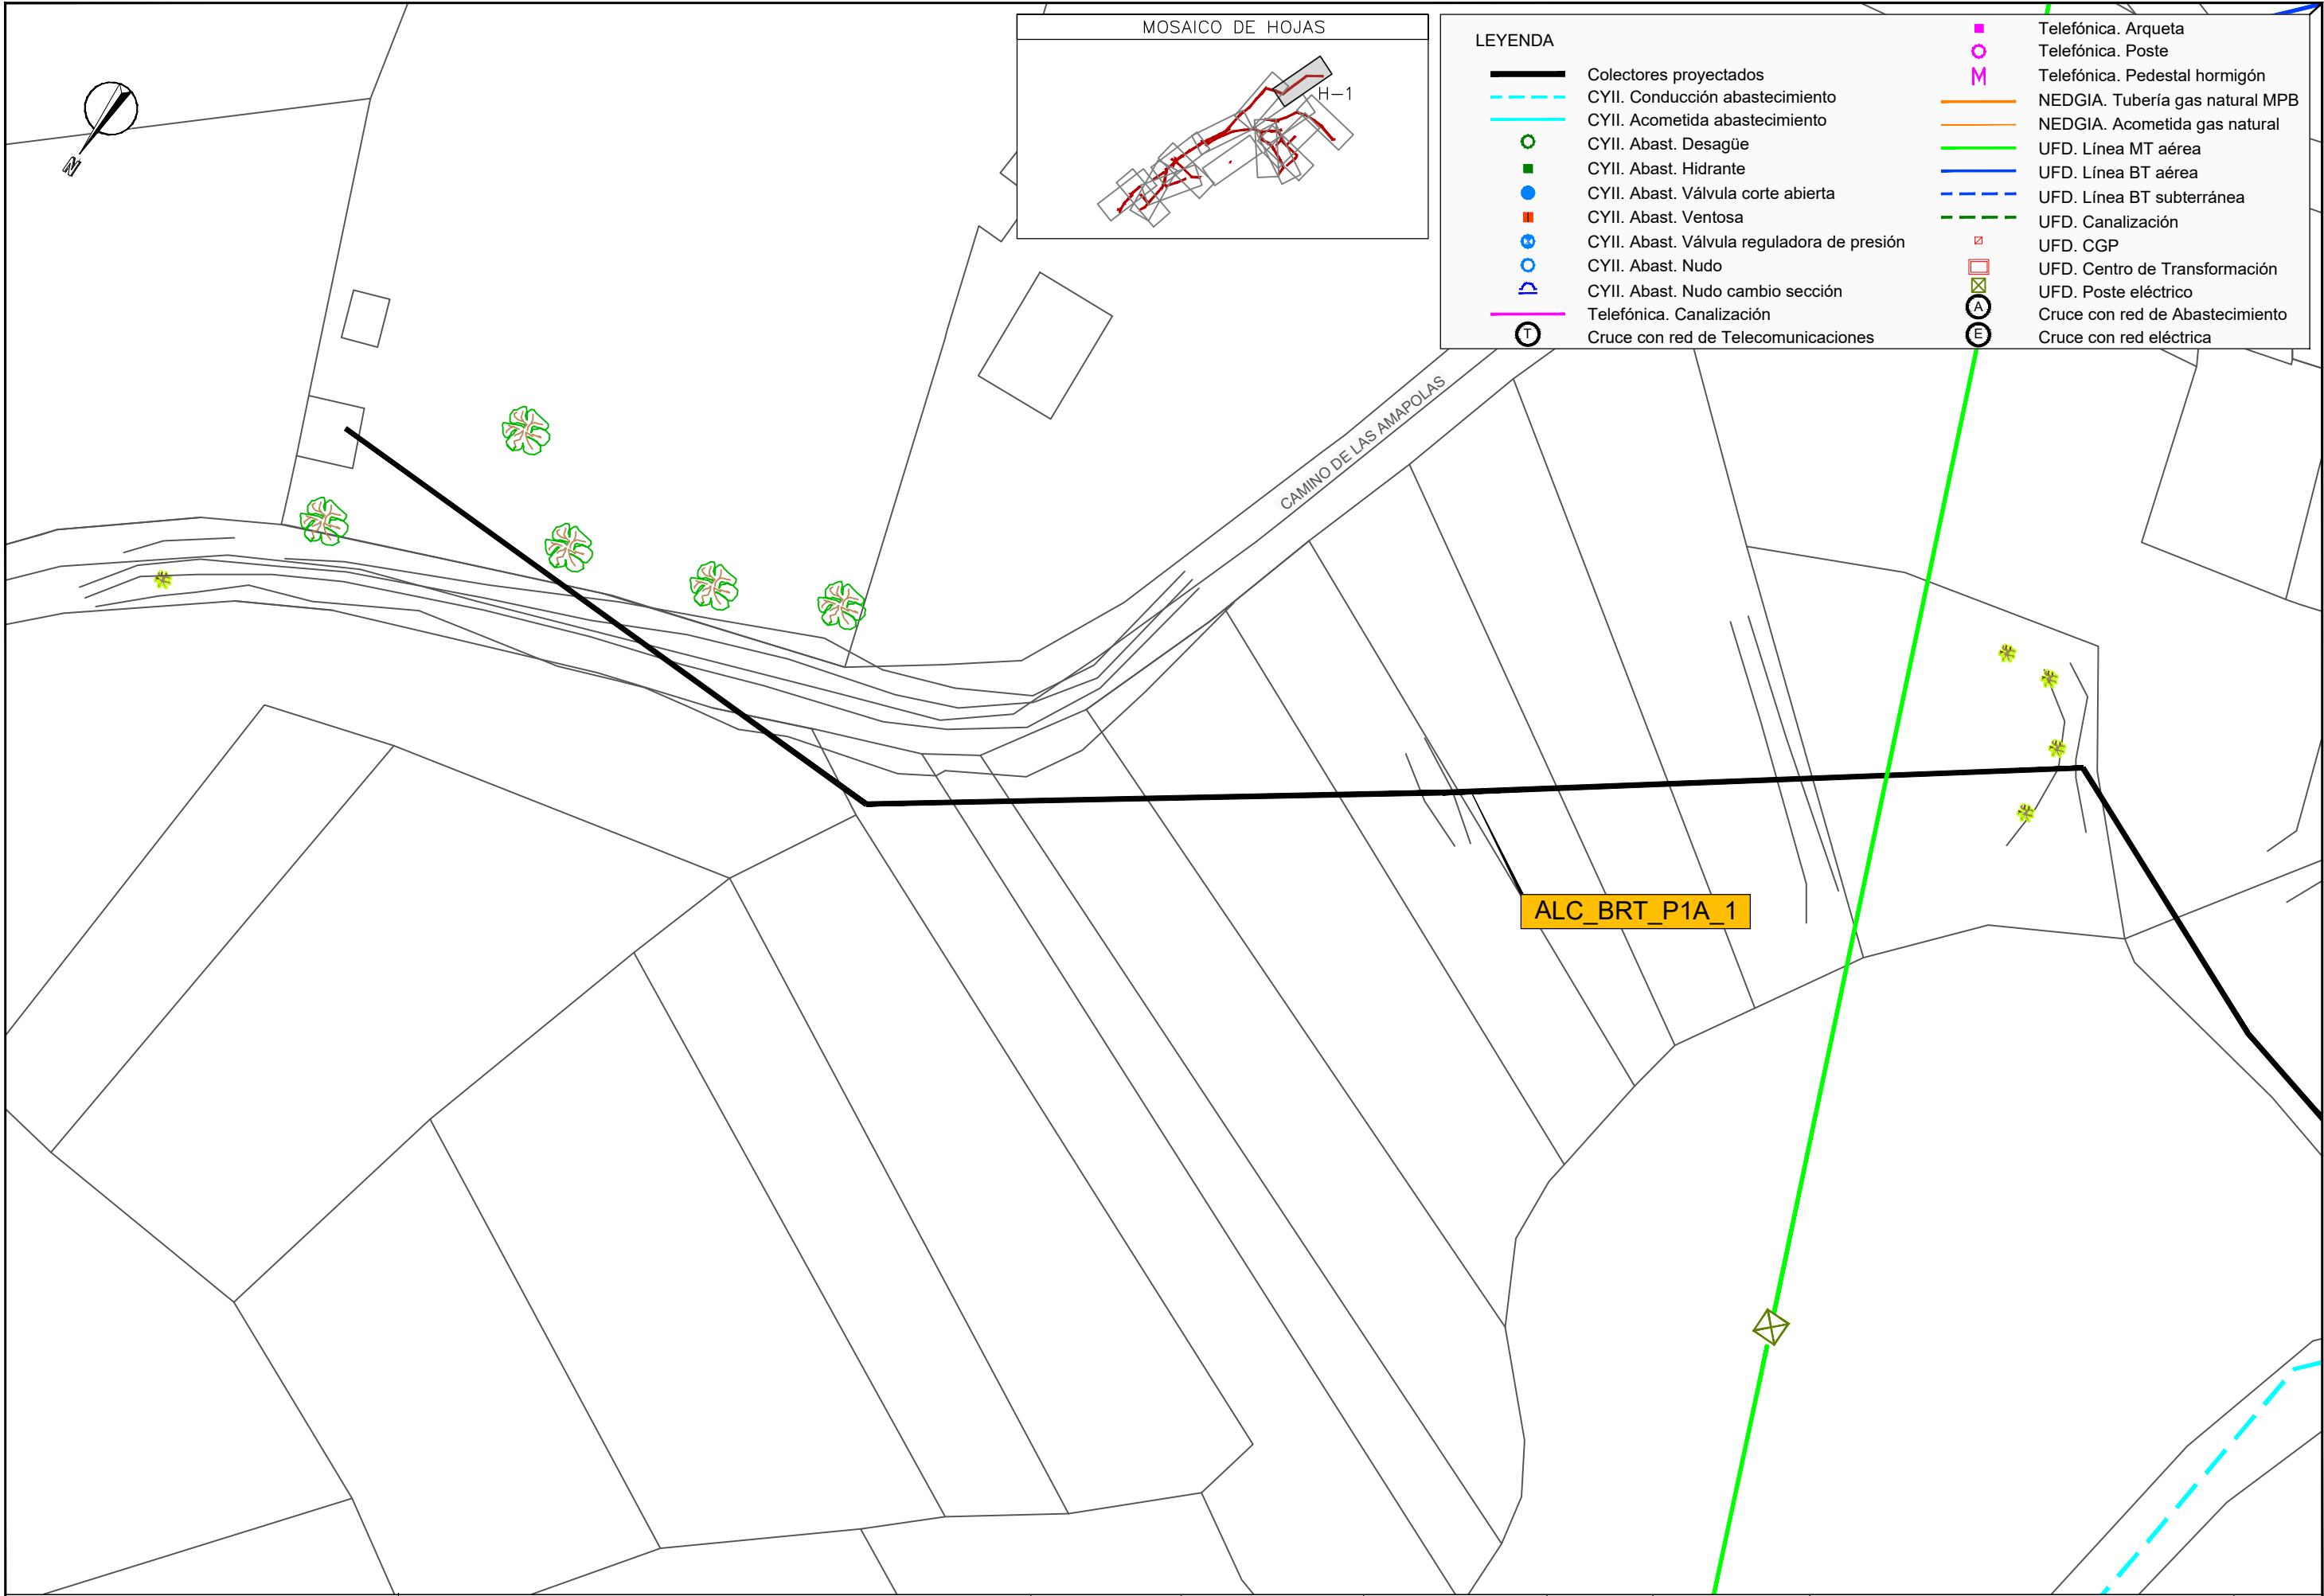 MOSAICO DE HOJAS
H-1
N
LEYENDA
Colectores proyectados
CYII. Conducción abastecimiento
CYII. Acometida abastecimiento
CYII. Abast. Desagüe
CYII. Abast. Hidrante
CYII. Abast. Válvula corte abierta
CYII. Abast. Ventosa
CYII. Abast. Válvula reguladora de presión
CYII. Abast. Nudo
CYII. Abast. Nudo cambio sección
Telefónica. Canalización
T Cruce con red de Telecomunicaciones
Telefónica. Arqueta
Telefónica. Poste
M Telefónica. Pedestal hormigón
NEDGIA. Tubería gas natural MPB
NEDGIA. Acometida gas natural
UFD. Línea MT aérea
UFD. Línea BT aérea
UFD. Línea BT subterránea
UFD. Canalización
UFD. CGP
UFD. Centro de Transformación
UFD. Poste eléctrico
A Cruce con red de Abastecimiento
E Cruce con red eléctrica
CAMINO DE LAS AMAPOLAS
ALC_BRT_P1A_1